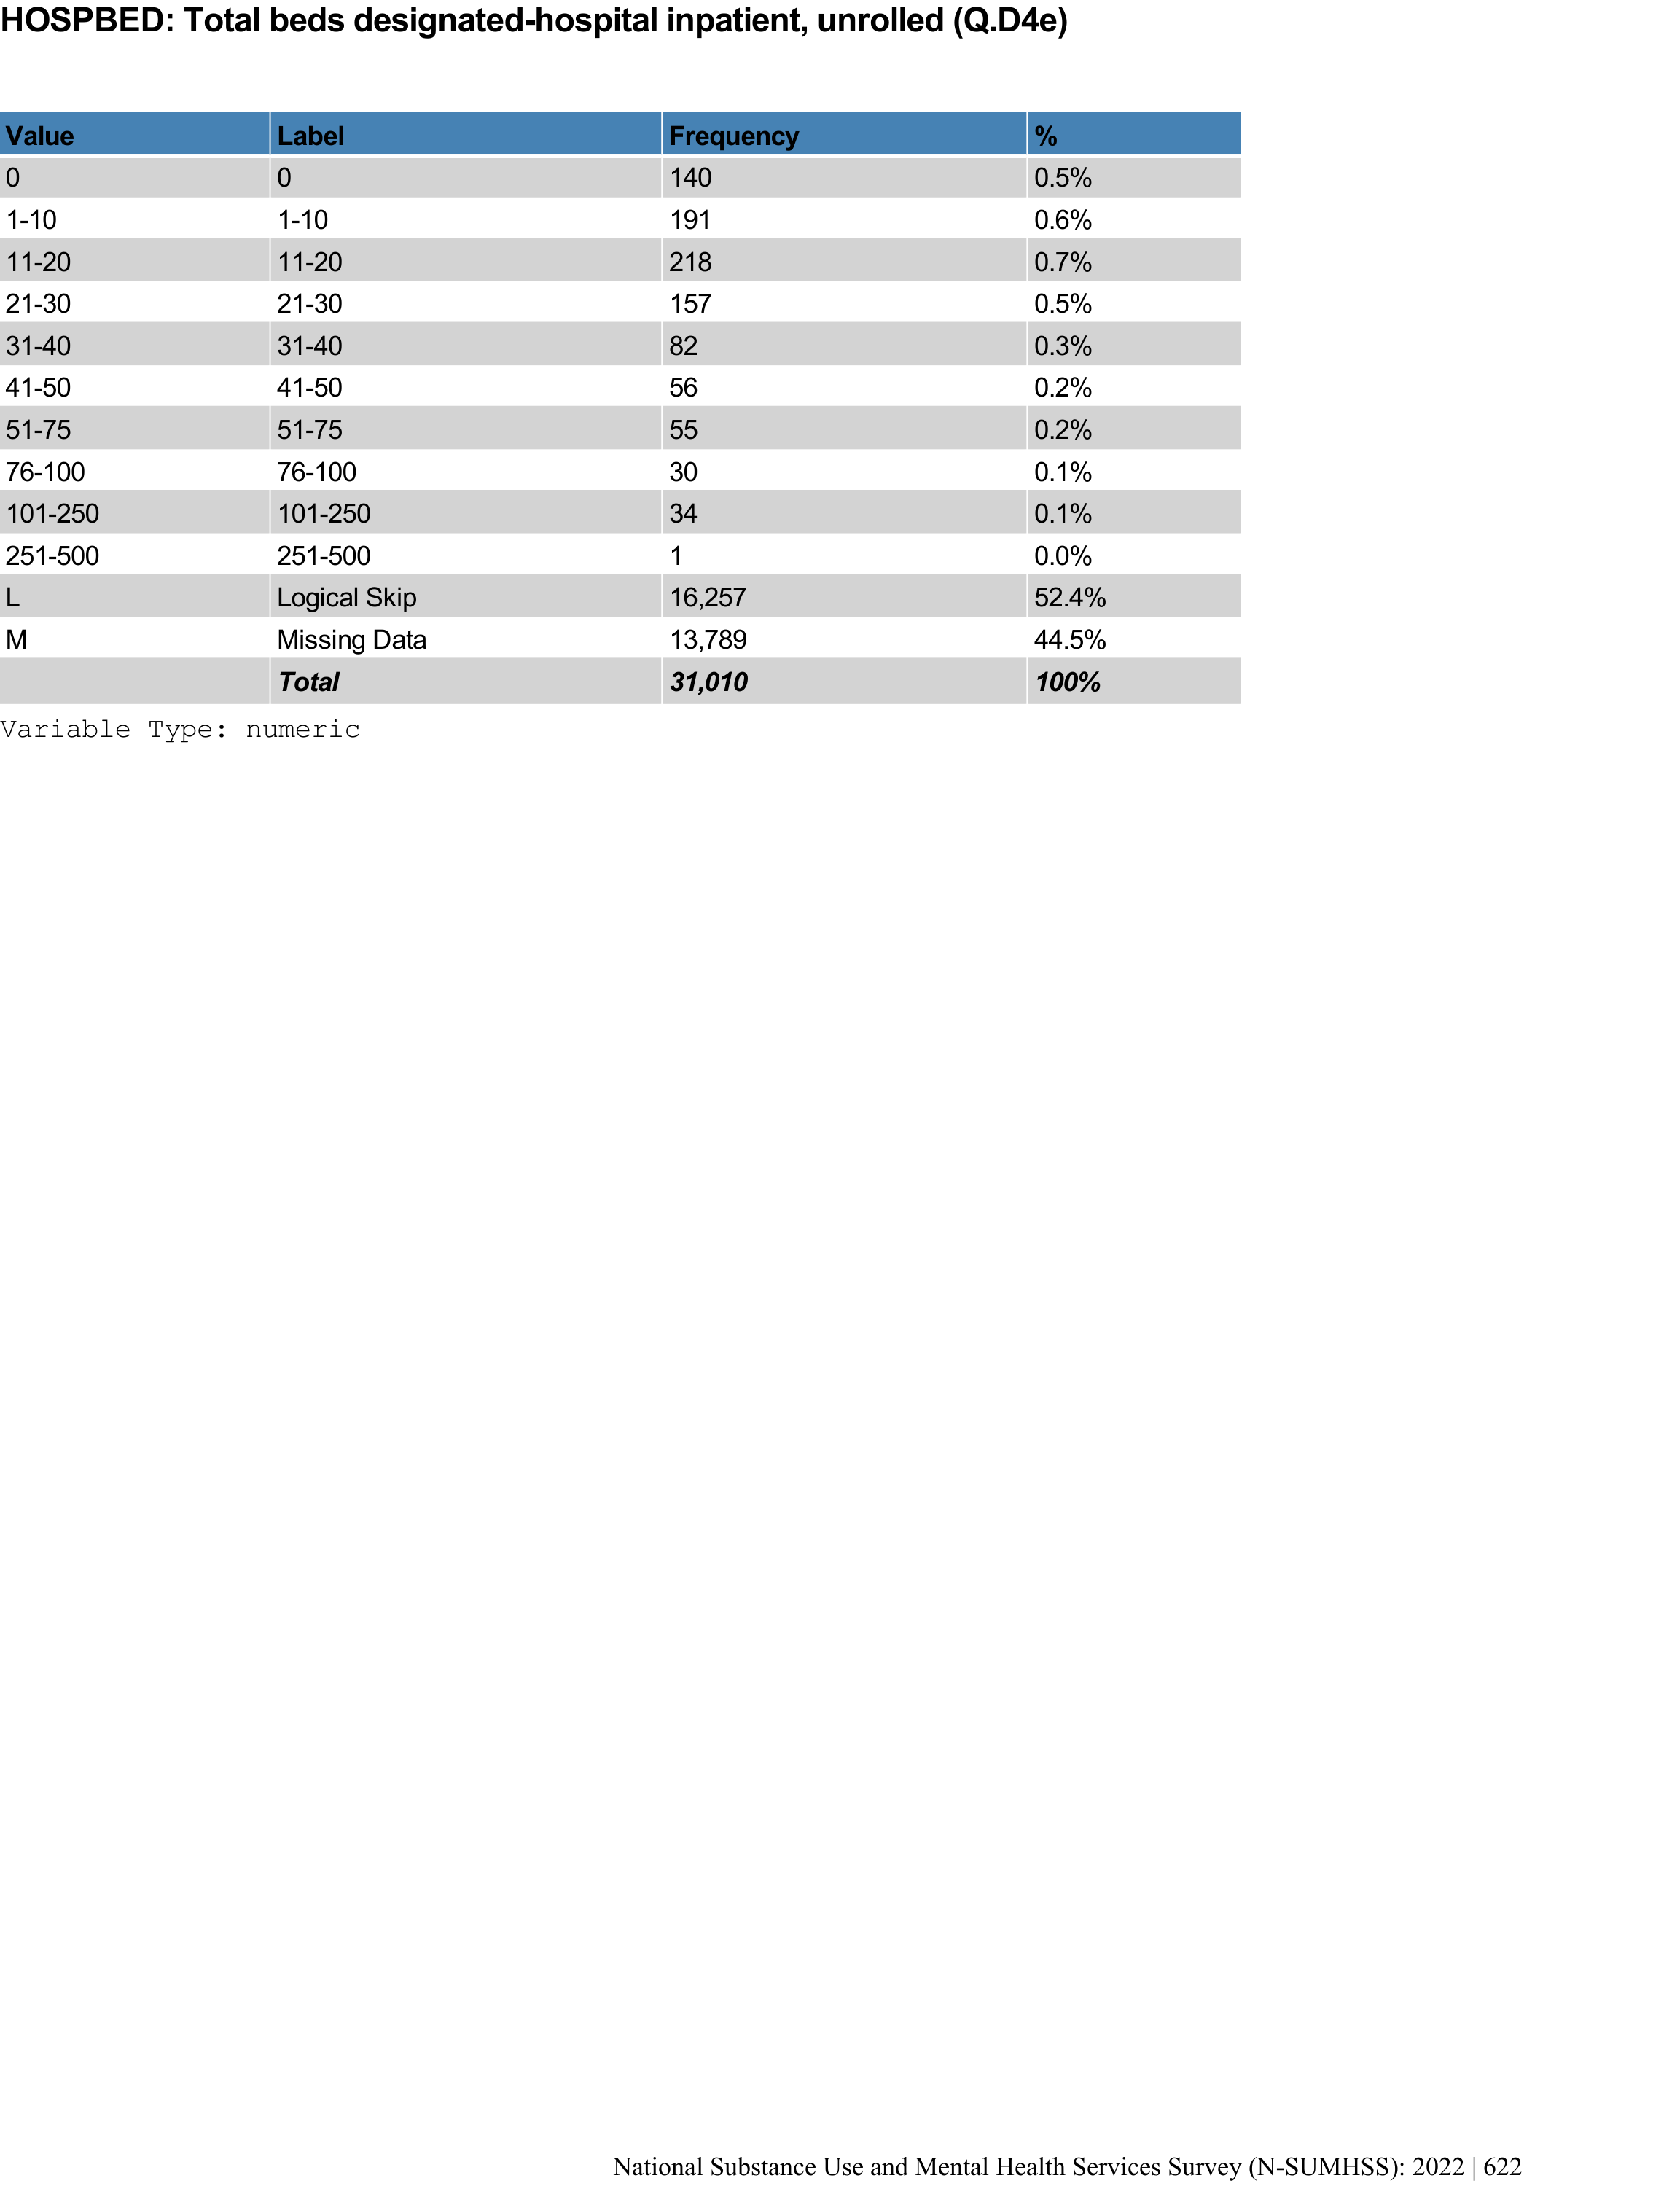 HOSPBED: Total beds designated-hospital inpatient, unrolled (Q.D4e)
Value Label Frequency %
0 0 140 0.5%
1-10 1-10 191 0.6%
11-20 11-20 218 0.7%
21-30 21-30 157 0.5%
31-40 31-40 82 0.3%
41-50 41-50 56 0.2%
51-75 51-75 55 0.2%
76-100 76-100 30 0.1%
101-250 101-250 34 0.1%
251-500 251-500 1 0.0%
L Logical Skip 16,257 52.4%
M Missing Data 13,789 44.5%
Total 31,010 100%
Variable Type: numeric
National Substance Use and Mental Health Services Survey (N-SUMHSS): 2022 | 622